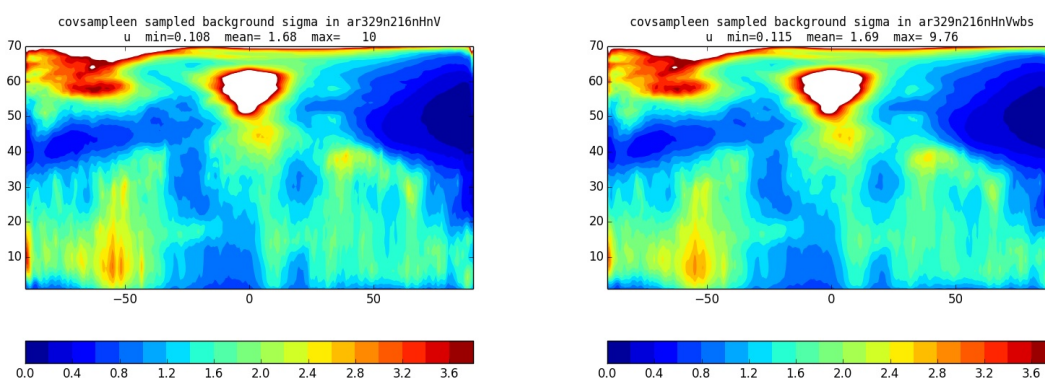 covsampleen sampled background sigma in ar329n216nHnV
u min=0.108 mean= 1.68 max= 10
70
60
50
40
30
20
10
−50 0 50
0.0 0.4 0.8 1.2 1.6 2.0 2.4 2.8 3.2 3.6
covsampleen sampled background sigma in ar329n216nHnVwbs
u min=0.115 mean= 1.69 max= 9.76
70
60
50
40
30
20
10
−50 0 50
0.0 0.4 0.8 1.2 1.6 2.0 2.4 2.8 3.2 3.6